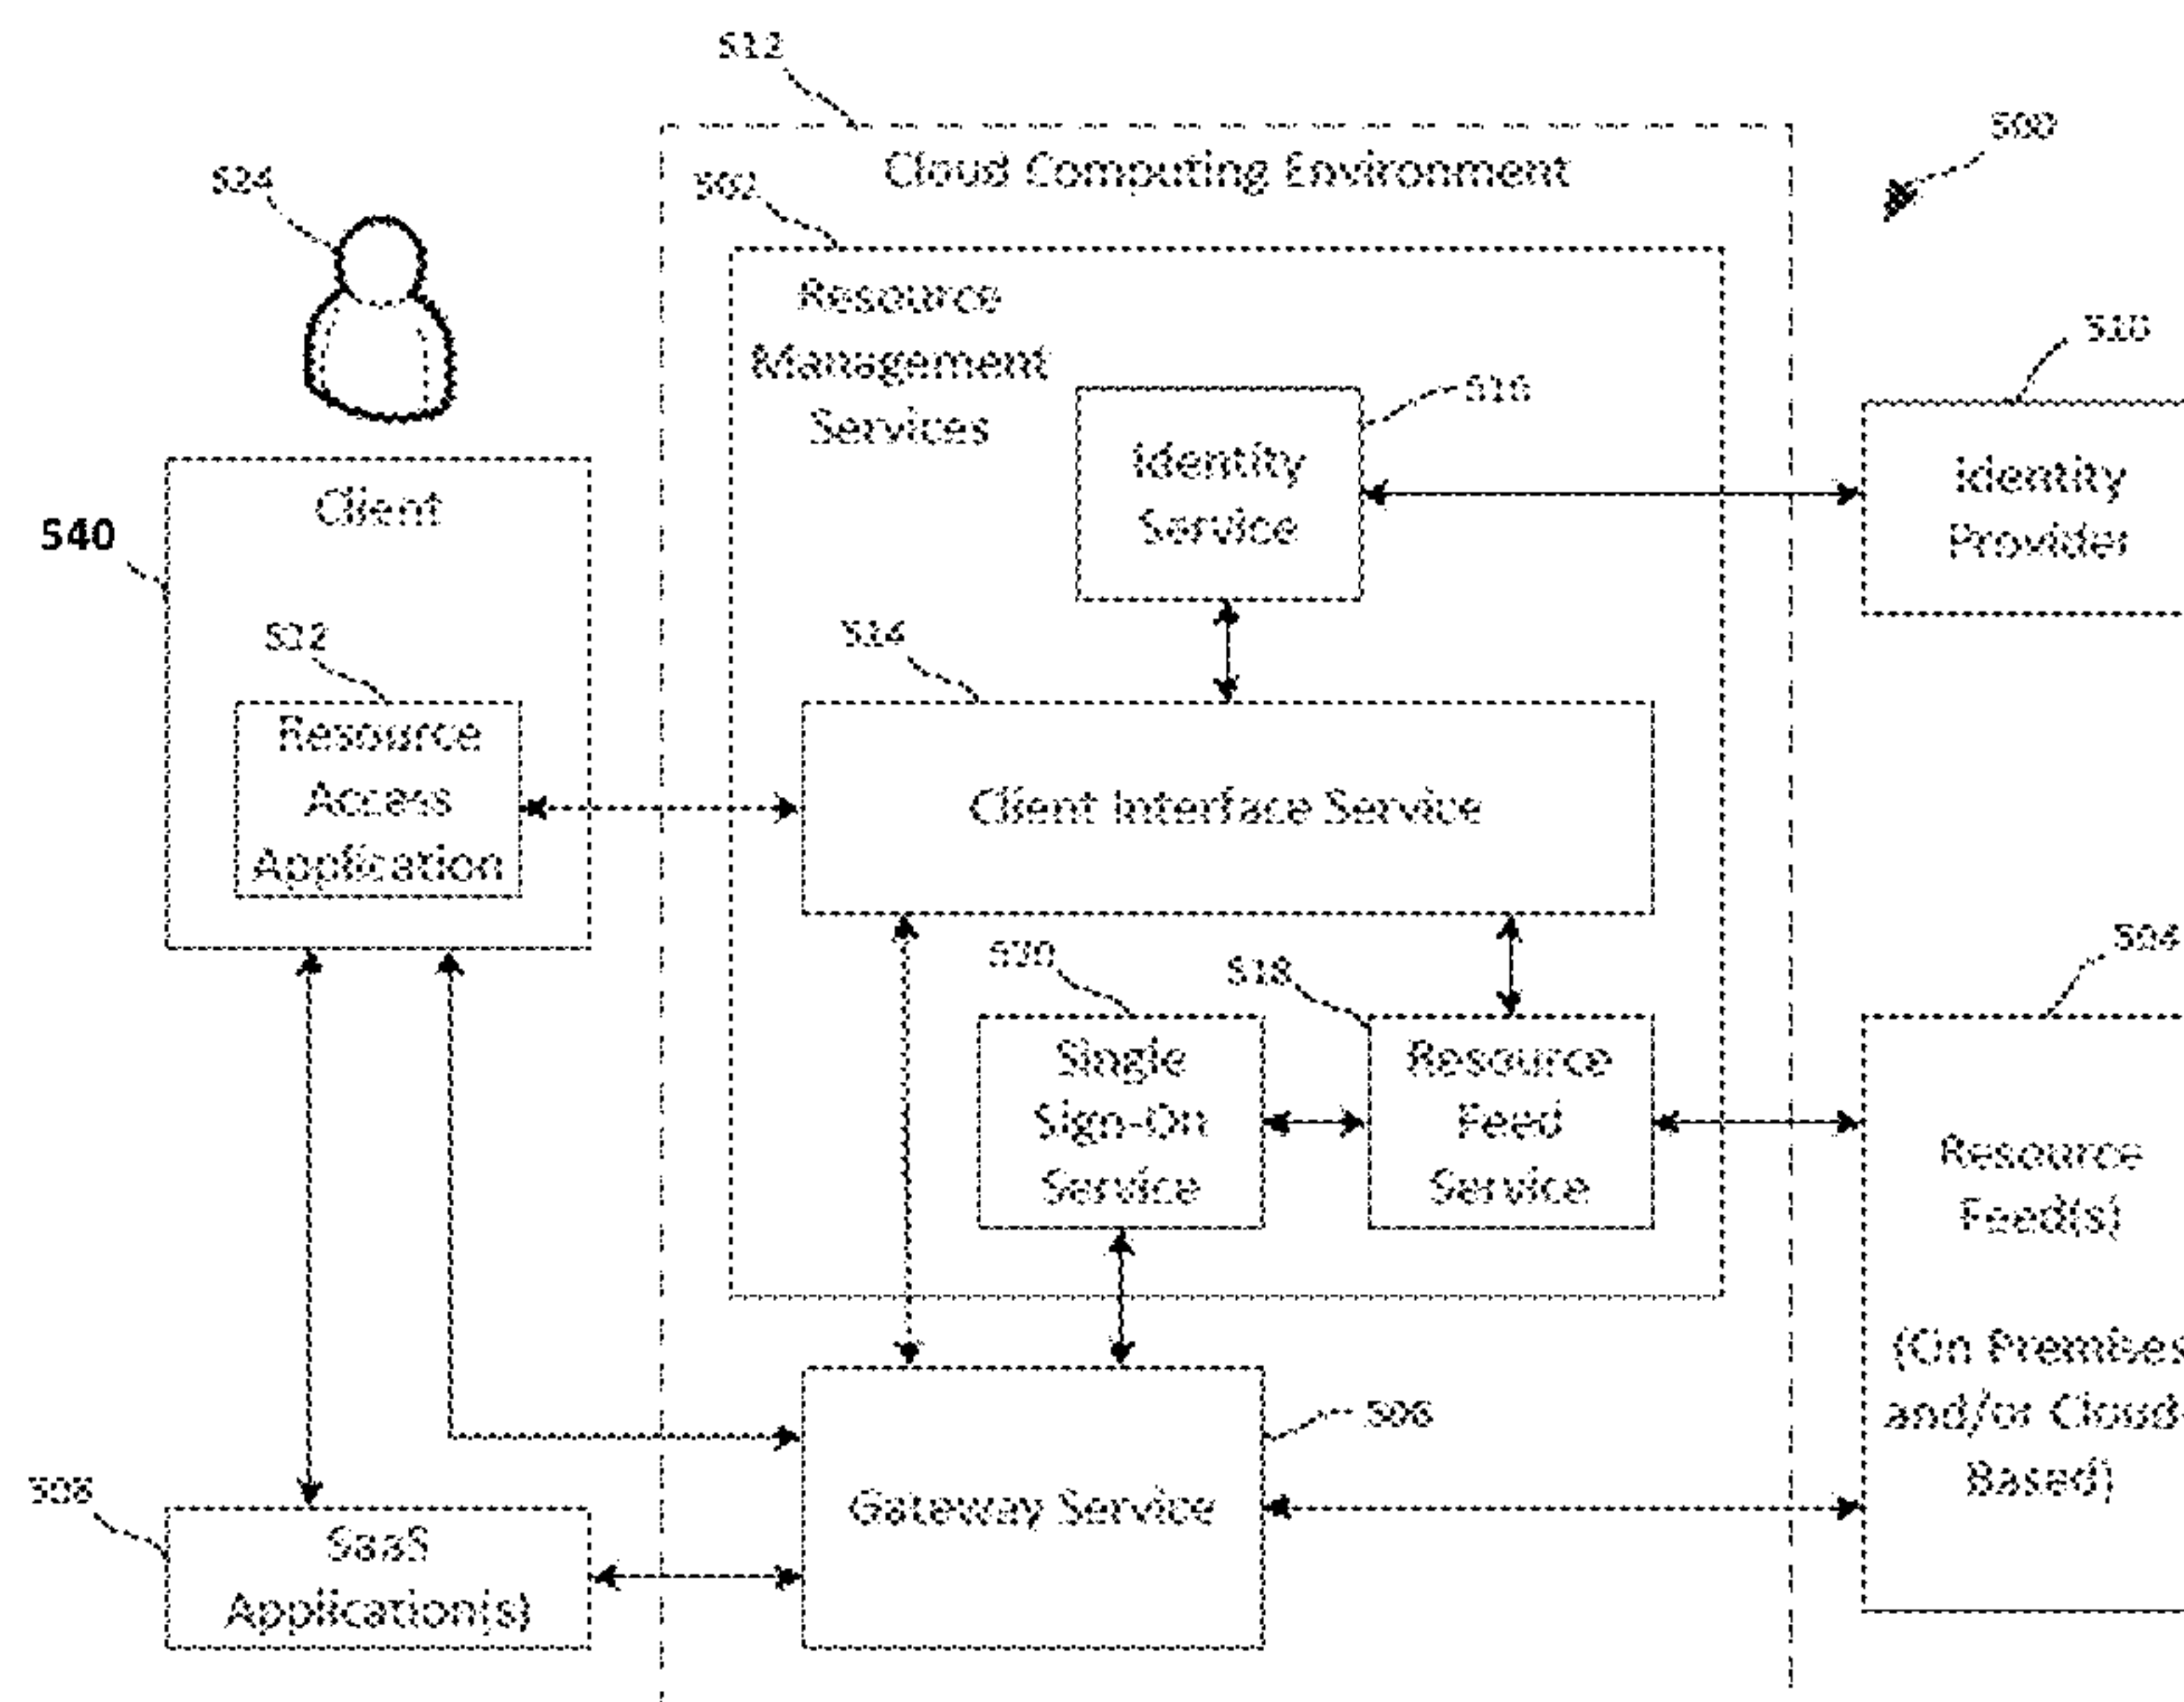 512
Cloud Computing Environment
500
524
502
Resource
Management
Services
510
516
Identity
Service
Identity
Provider
Client
540
522
Resource
Access
Application
514
Client Interface Service
504
520
518
Single
Sign-On
Service
Resource
Feed
Service
Resource
Feed(s)
(On Premises
and/or Cloud
Based)
506
Gateway Service
508
SaaS
Application(s)